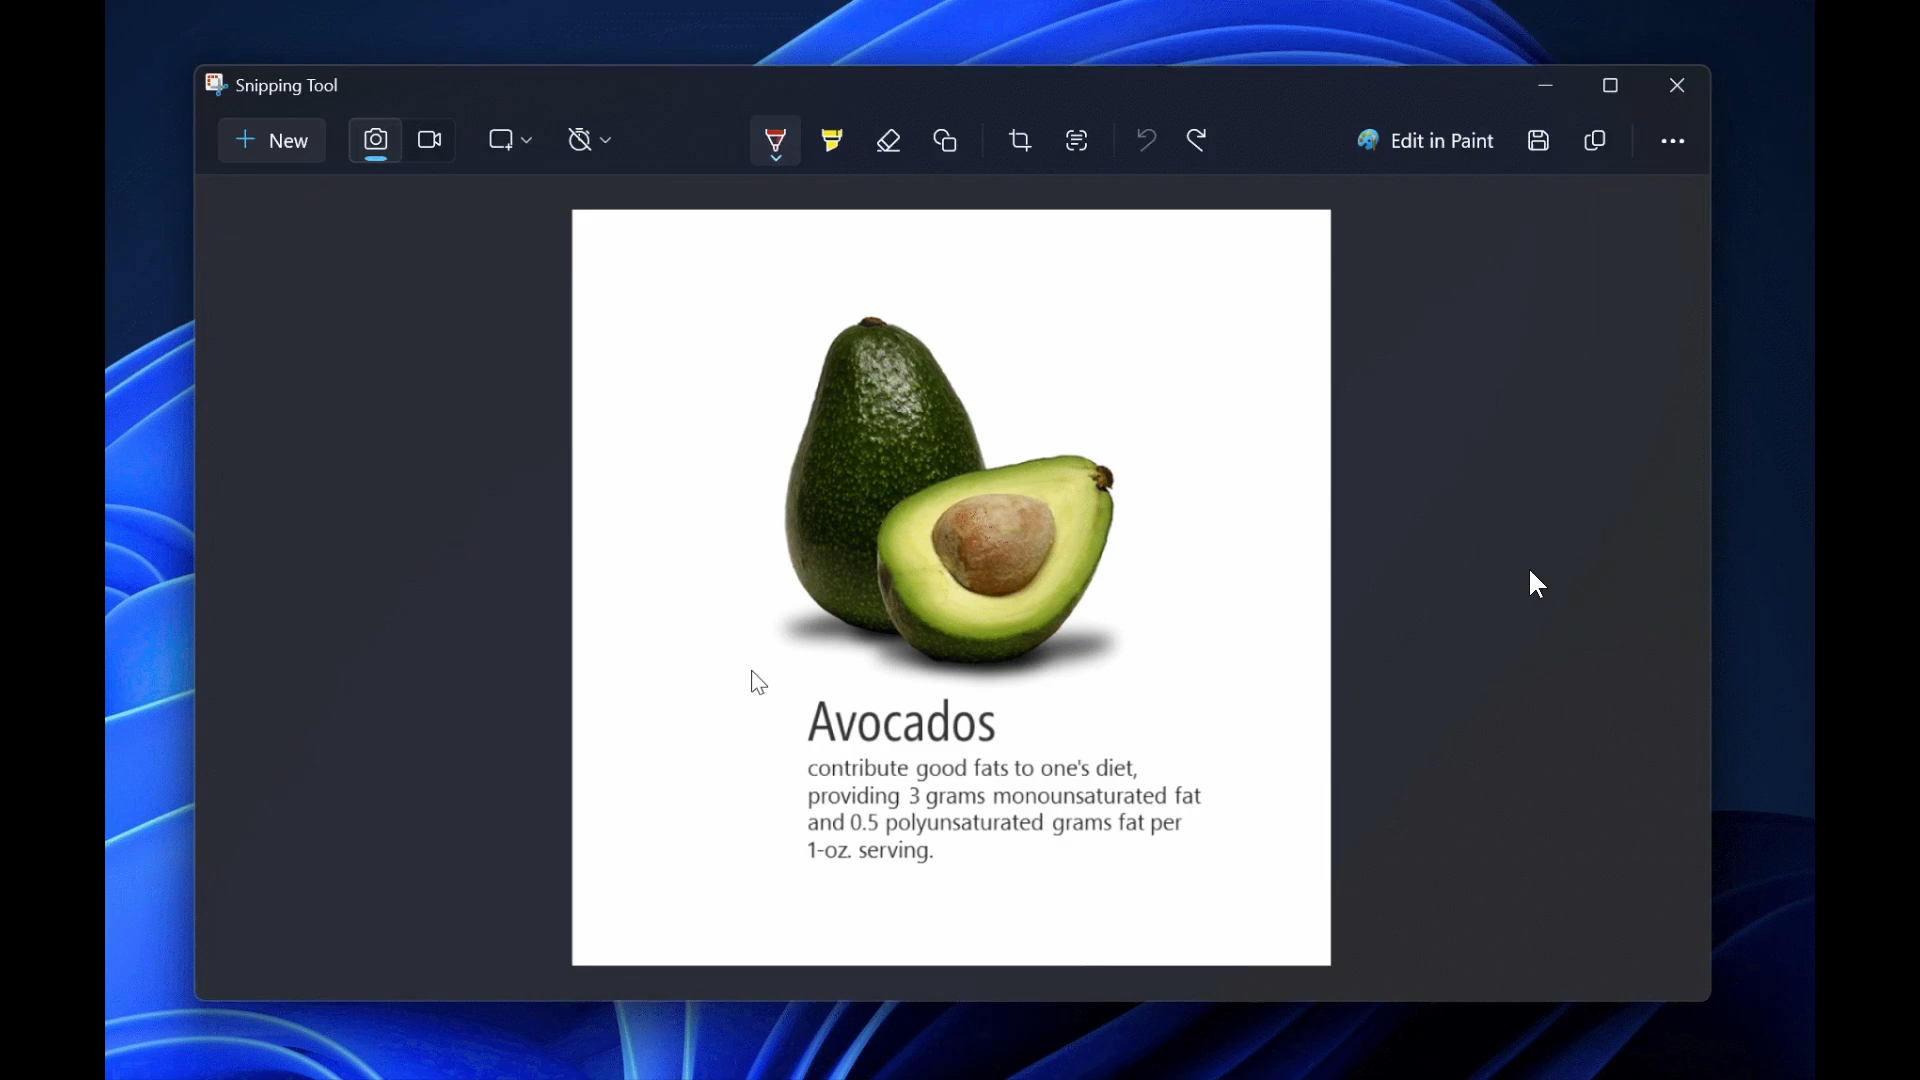 Snipping Tool
New
Edit in Paint
Avocados
contribute good fats to one's diet,
providing 3 grams monounsaturated fat
and 0.5 polyunsaturated grams fat per
1-oz. serving.